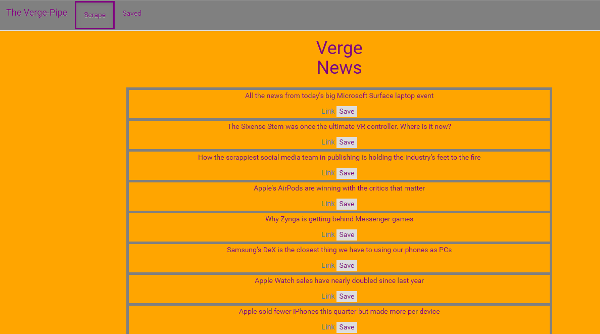 The Verge Pipe Scrape Saved
Verge
News
All the news from today's big Microsoft Surface laptop event
Link Save
The Sixense Stem was once the ultimate VR controller. Where is it now?
Link Save
How the scrappiest social media team in publishing is holding the industry's feet to the fire
Link Save
Apple's AirPods are winning with the critics that matter
Link Save
Why Zynga is getting behind Messenger games
Link Save
Samsung's DeX is the closest thing we have to using our phones as PCs
Link Save
Apple Watch sales have nearly doubled since last year
Link Save
Apple sold fewer iPhones this quarter but made more per device
Link Save